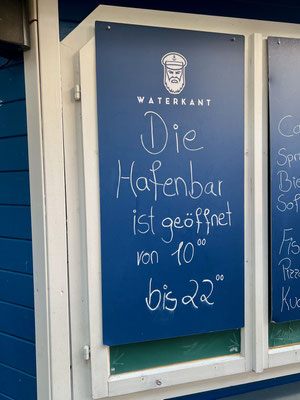 WATERKANT
Die
Hafenbar
ist geöffnet
von 10⁰⁰
bis 22⁰⁰